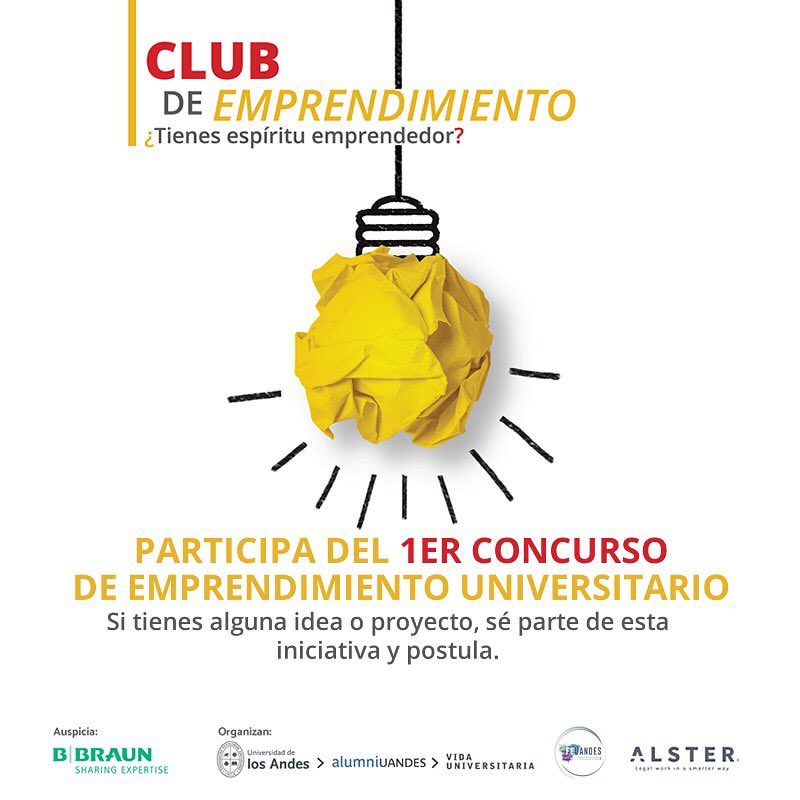 CLUB
DE EMPRENDIMIENTO
¿Tienes espíritu emprendedor?
PARTICIPA DEL 1ER CONCURSO
DE EMPRENDIMIENTO UNIVERSITARIO
Si tienes alguna idea o proyecto, sé parte de esta
iniciativa y postula.
Auspicia:
B|BRAUN
SHARING EXPERTISE
Organizan:
Universidad de
los Andes > alumniUANDES > VIDA
UNIVERSITARIA
UANDES
ALSTER
Legal work in a smarter way